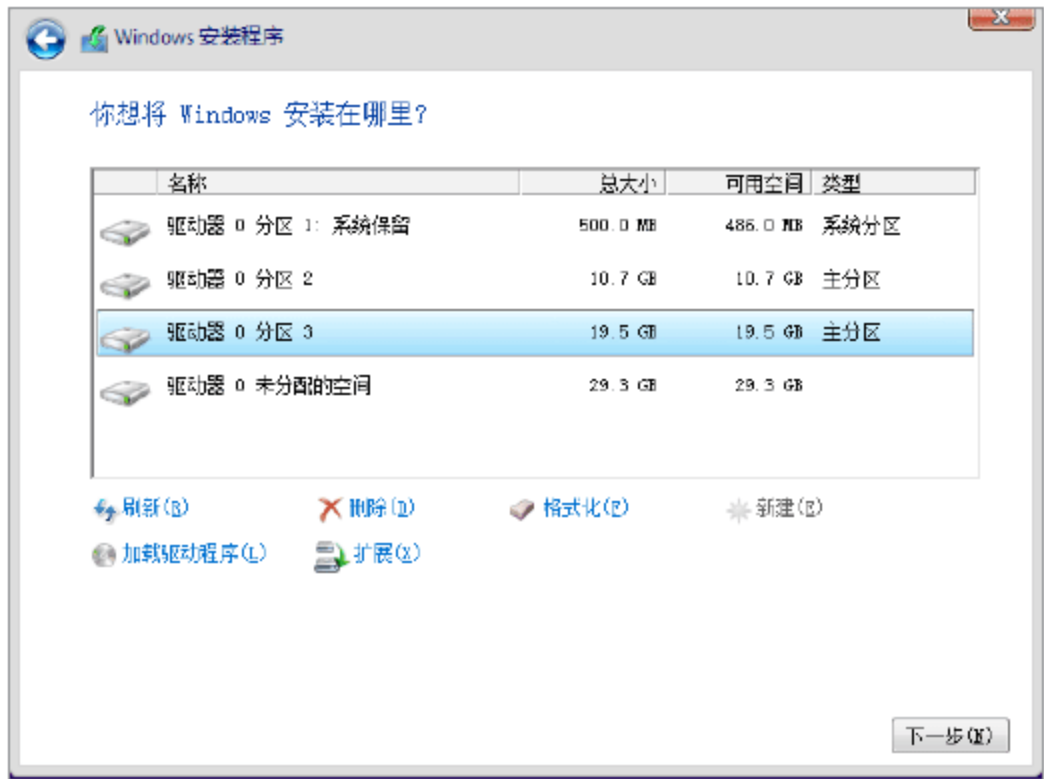 Windows 安装程序
你想将 Windows 安装在哪里?
名称 总大小 可用空间 类型
驱动器 0 分区 1: 系统保留 500.0 MB 486.0 MB 系统分区
驱动器 0 分区 2 10.7 GB 10.7 GB 主分区
驱动器 0 分区 3 19.5 GB 19.5 GB 主分区
驱动器 0 未分配的空间 29.3 GB 29.3 GB
刷新(R) 删除(D) 格式化(F) 新建(E)
加载驱动程序(L) 扩展(X)
下一步(N)